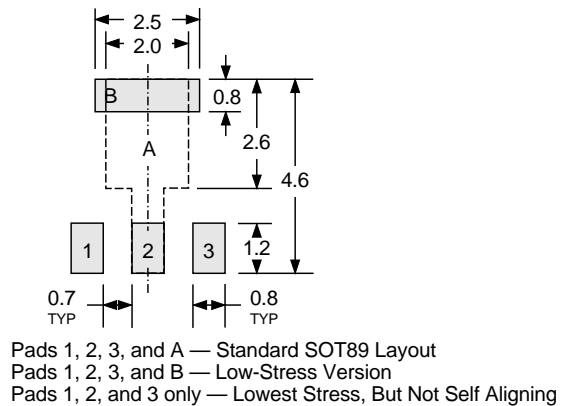 2.5
2.0
B
0.8
A
2.6
4.6
1
2
3
1.2
0.7
TYP
0.8
TYP
Pads 1, 2, 3, and A — Standard SOT89 Layout
Pads 1, 2, 3, and B — Low-Stress Version
Pads 1, 2, and 3 only — Lowest Stress, But Not Self Aligning